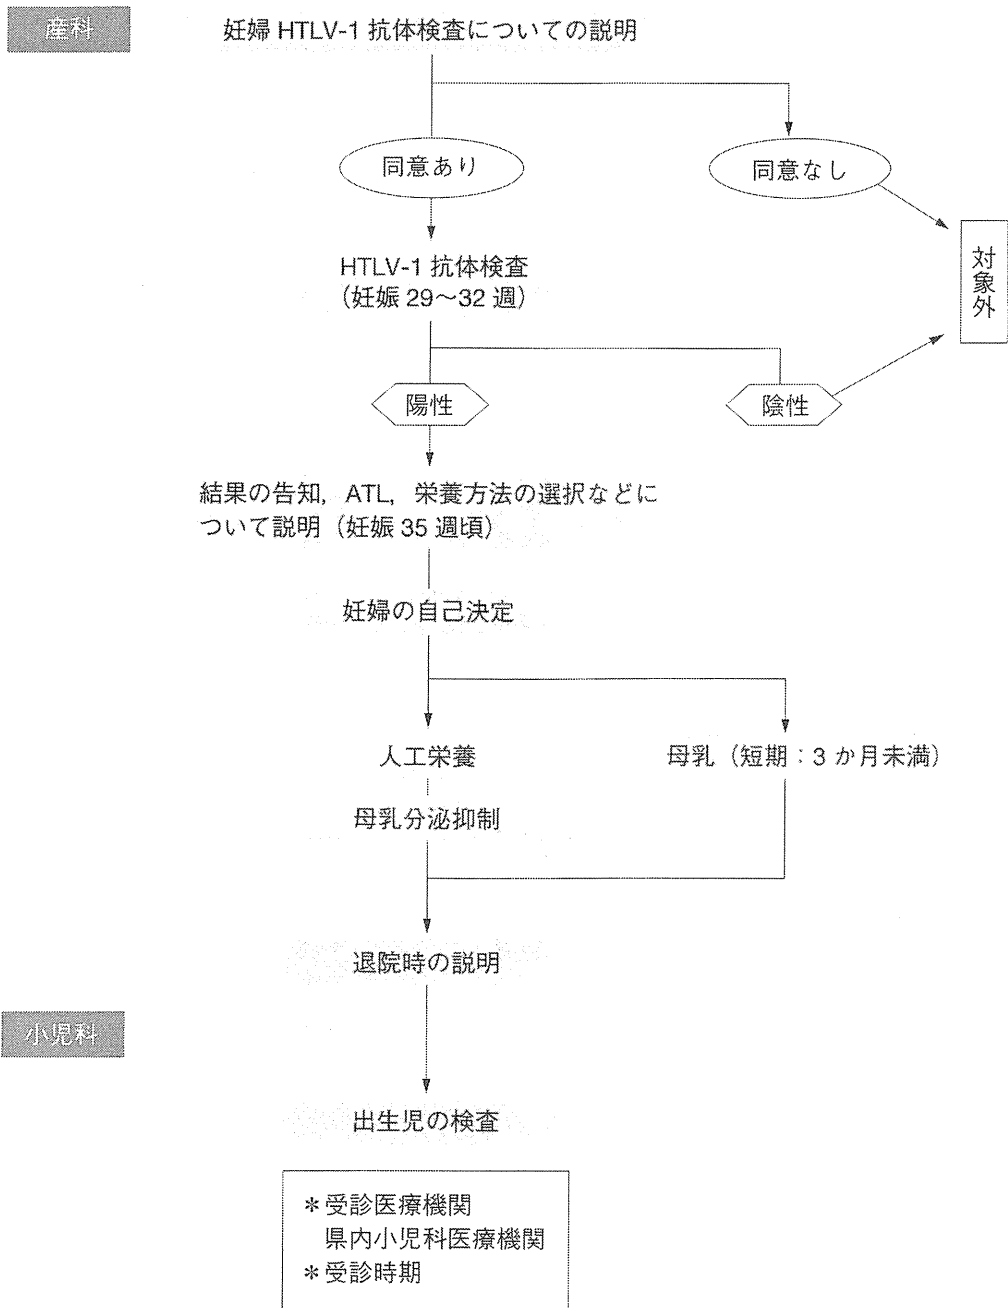 産科
妊婦 HTLV-1 抗体検査についての説明
同意あり
同意なし
対象外
HTLV-1 抗体検査
（妊娠 29～32 週）
陽性
陰性
結果の告知，ATL，栄養方法の選択などに
ついて説明（妊娠 35 週頃）
妊婦の自己決定
人工栄養
母乳（短期：3 か月未満）
母乳分泌抑制
退院時の説明
小児科
出生児の検査
＊受診医療機関
県内小児科医療機関
＊受診時期